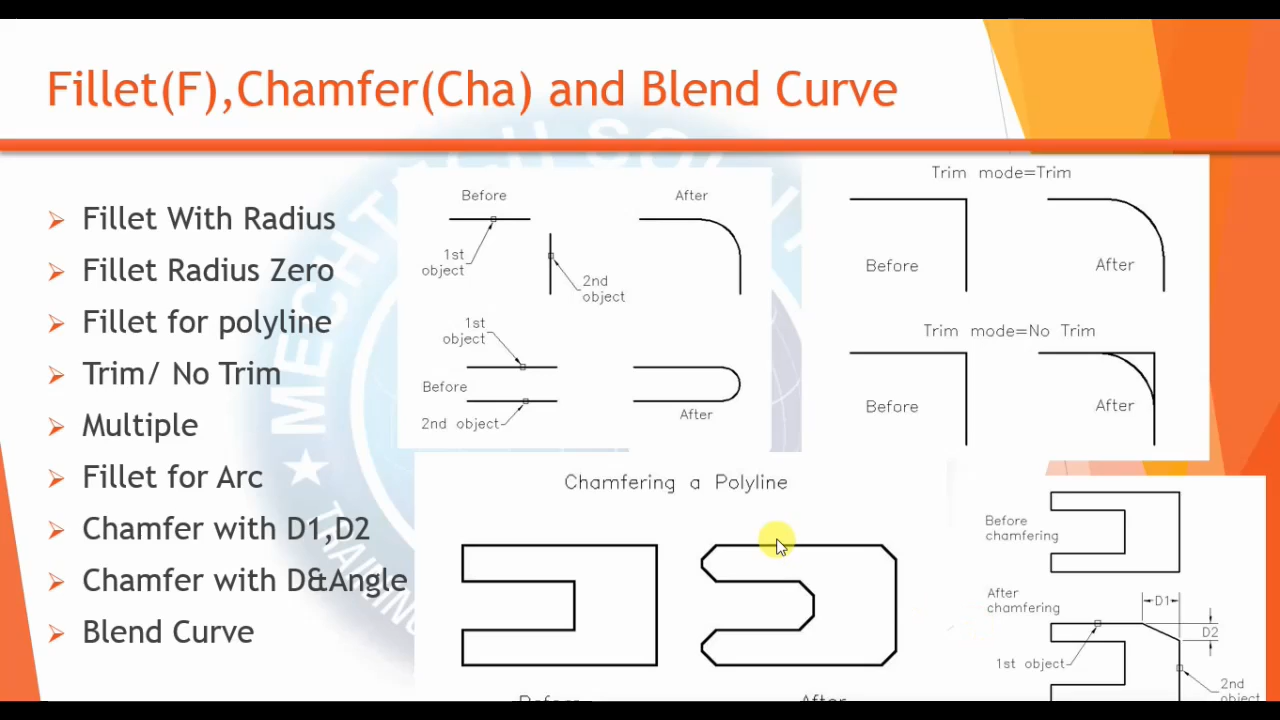 Fillet(F),Chamfer(Cha) and Blend Curve
Fillet With Radius
Fillet Radius Zero
Fillet for polyline
Trim/ No Trim
Multiple
Fillet for Arc
Chamfer with D1,D2
Chamfer with D&Angle
Blend Curve
Before
After
1st
object
2nd
object
1st
object
Before
2nd object
After
Trim mode=Trim
Before
After
Trim mode=No Trim
Before
After
Chamfering a Polyline
Before
After
Before
chamfering
After
chamfering
D1
D2
1st object
2nd
object